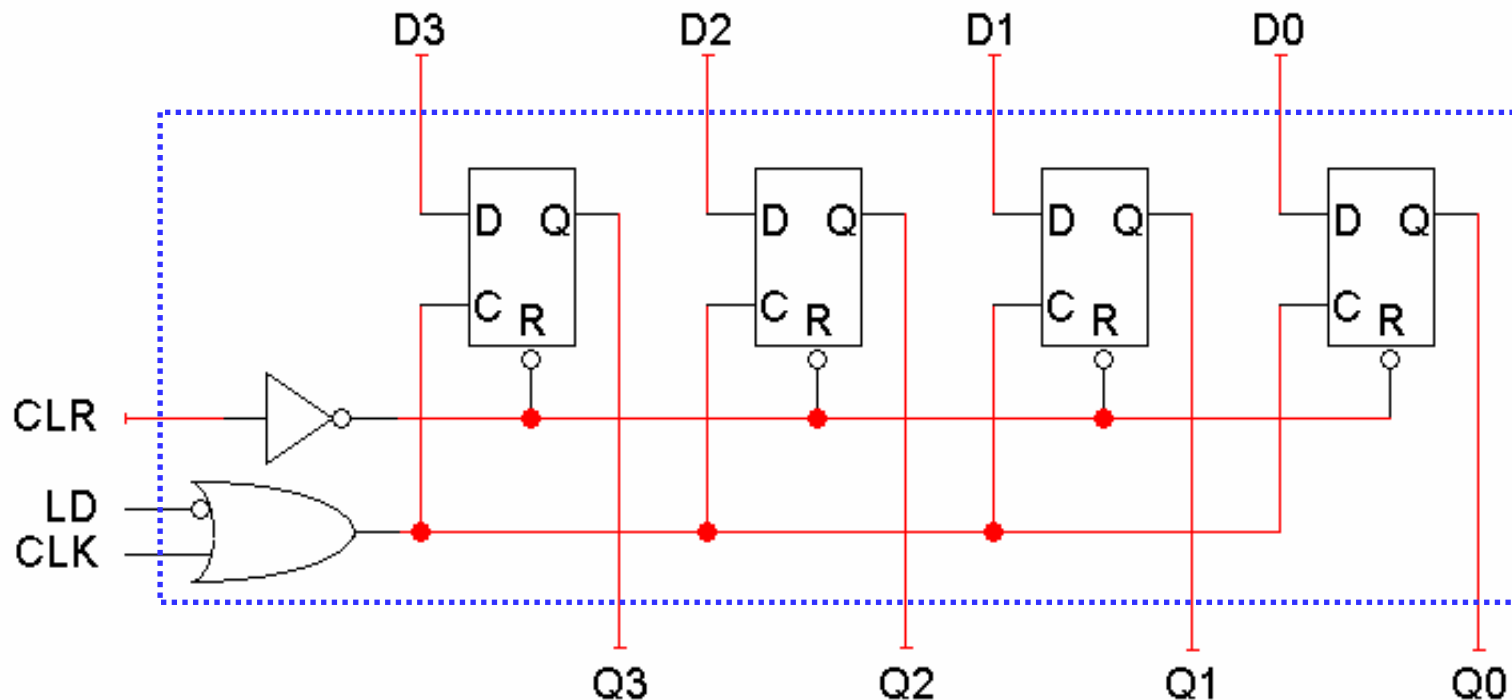 D3 D2 D1 D0
D Q D Q D Q D Q
C R C R C R C R
CLR
LD
CLK
Q3 Q2 Q1 Q0